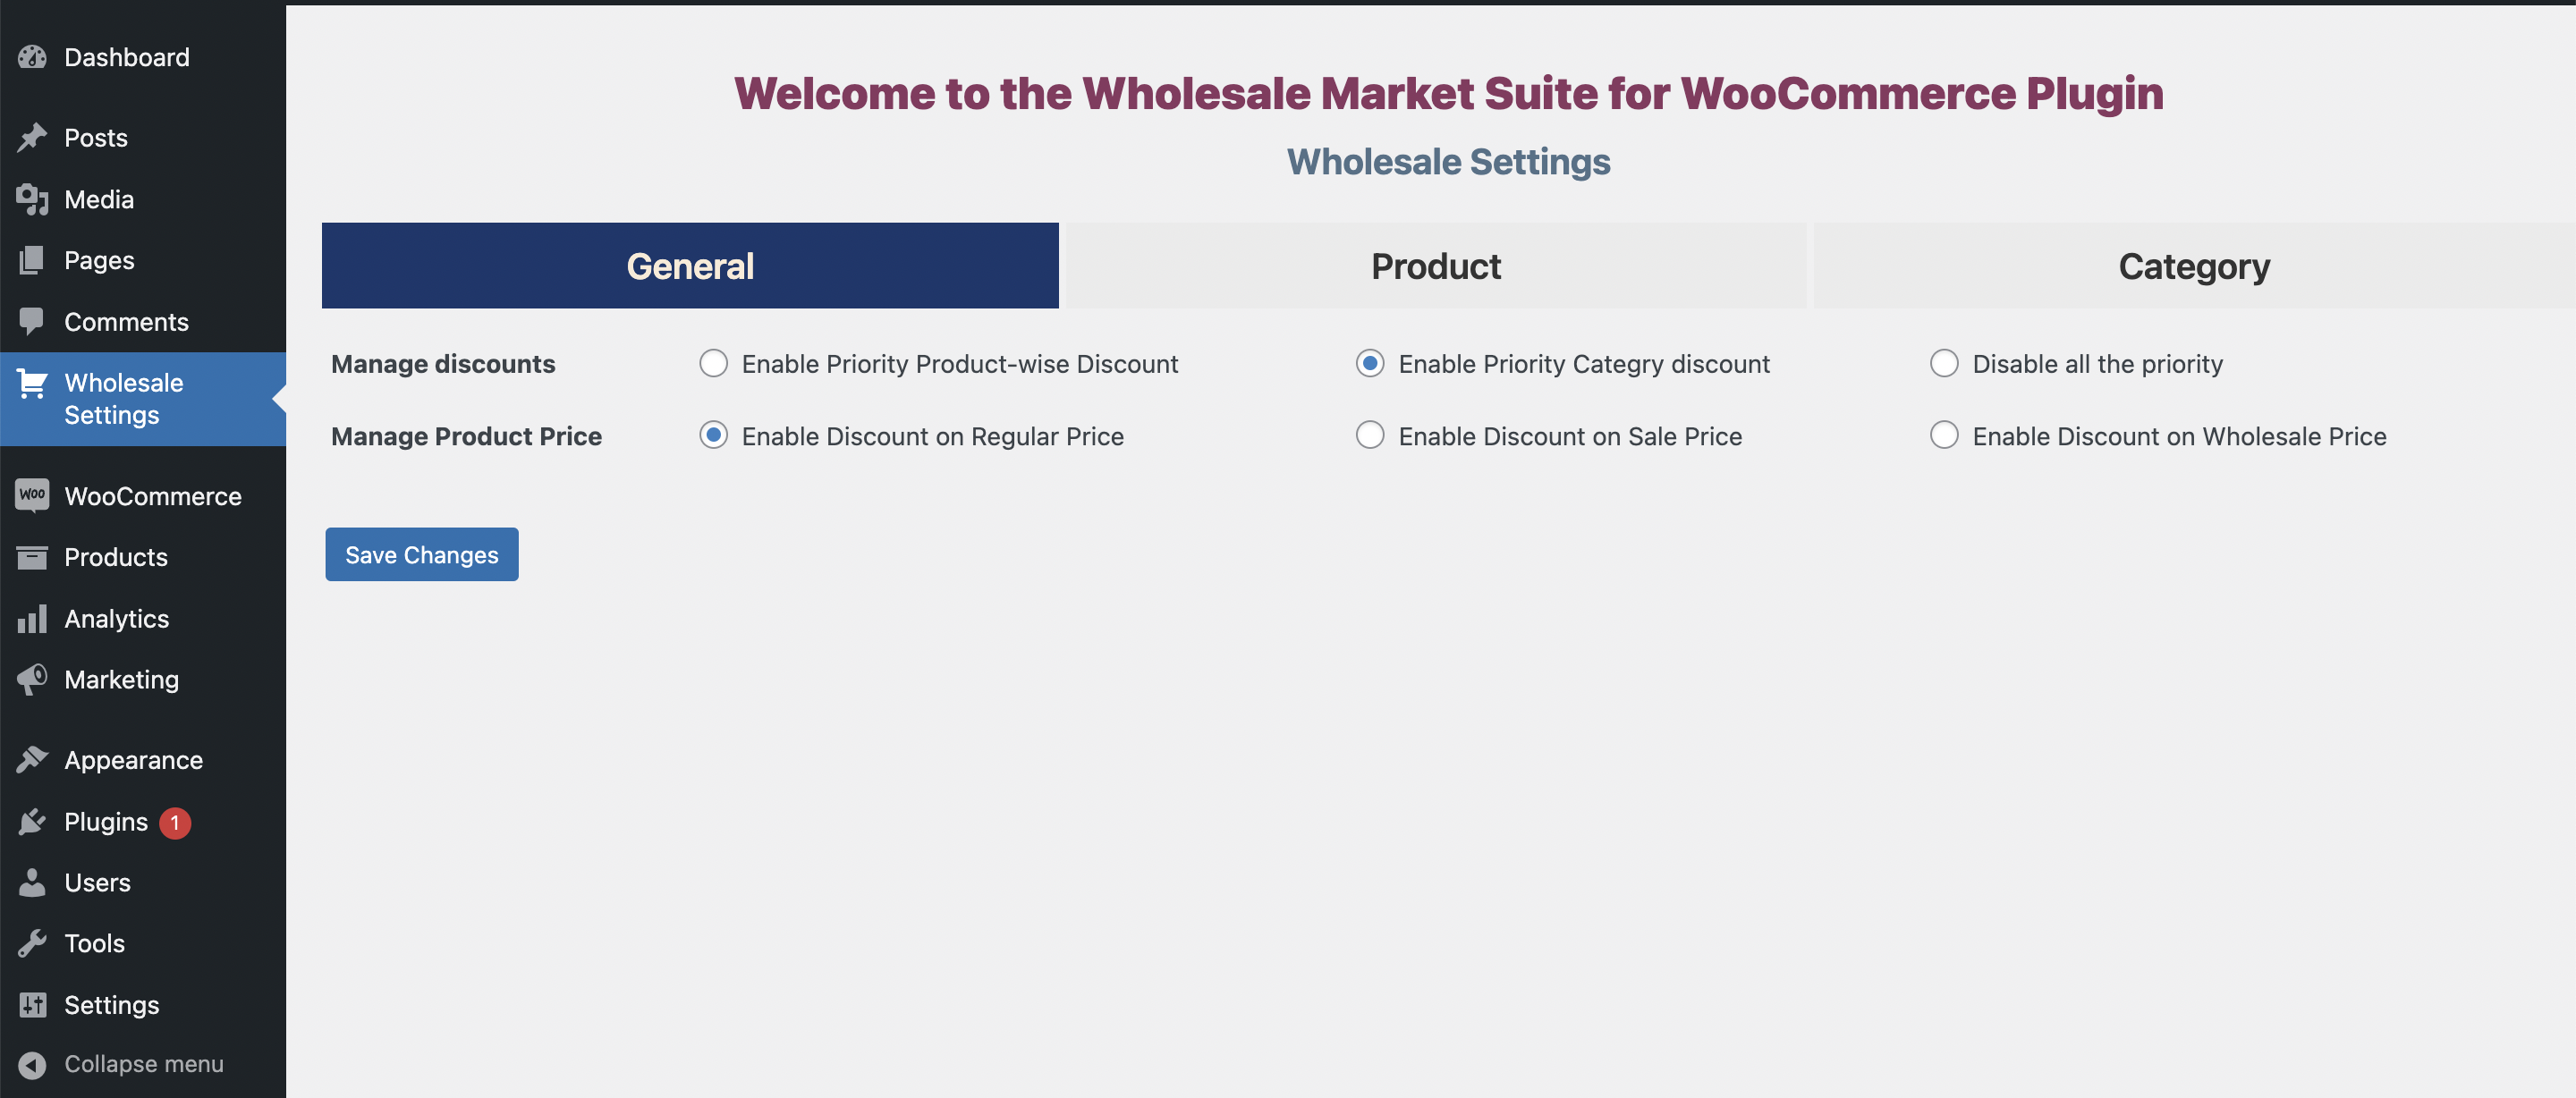 Dashboard
Posts
Media
Pages
Comments
Wholesale
Settings
WOO WooCommerce
Products
Analytics
Marketing
Appearance
Plugins 1
Users
Tools
Settings
Collapse menu
Welcome to the Wholesale Market Suite for WooCommerce Plugin
Wholesale Settings
General Product Category
Manage discounts Enable Priority Product-wise Discount Enable Priority Categry discount Disable all the priority
Manage Product Price Enable Discount on Regular Price Enable Discount on Sale Price Enable Discount on Wholesale Price
Save Changes